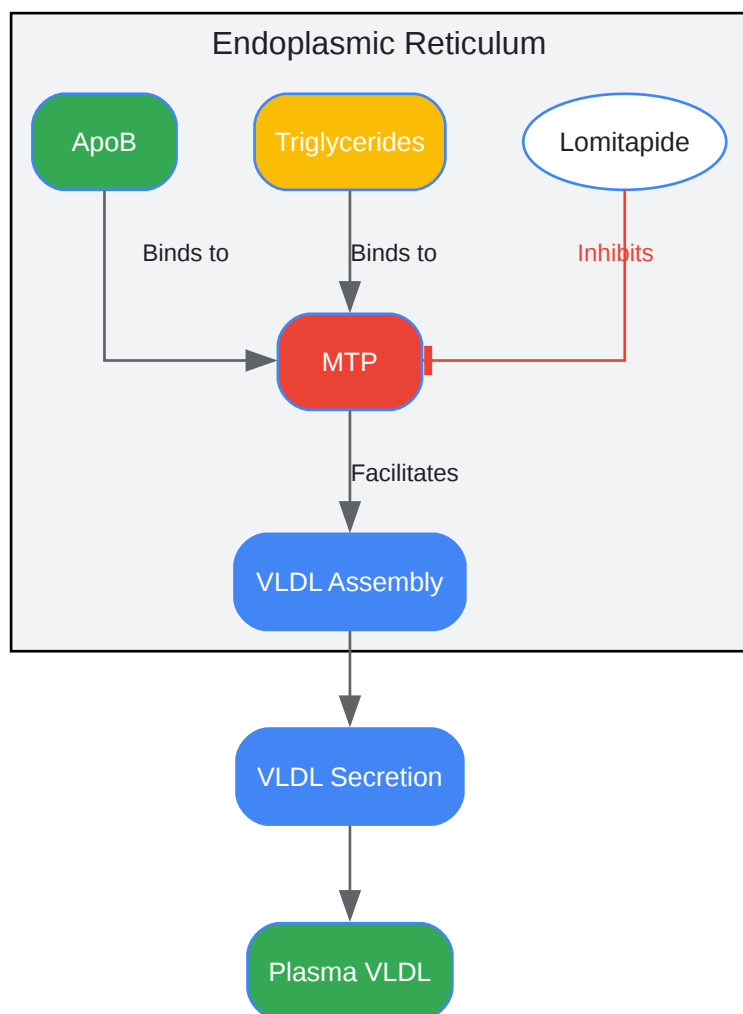 Endoplasmic Reticulum
ApoB
Triglycerides
Lomitapide
Binds to
Binds to
Inhibits
MTP
Facilitates
VLDL Assembly
VLDL Secretion
Plasma VLDL